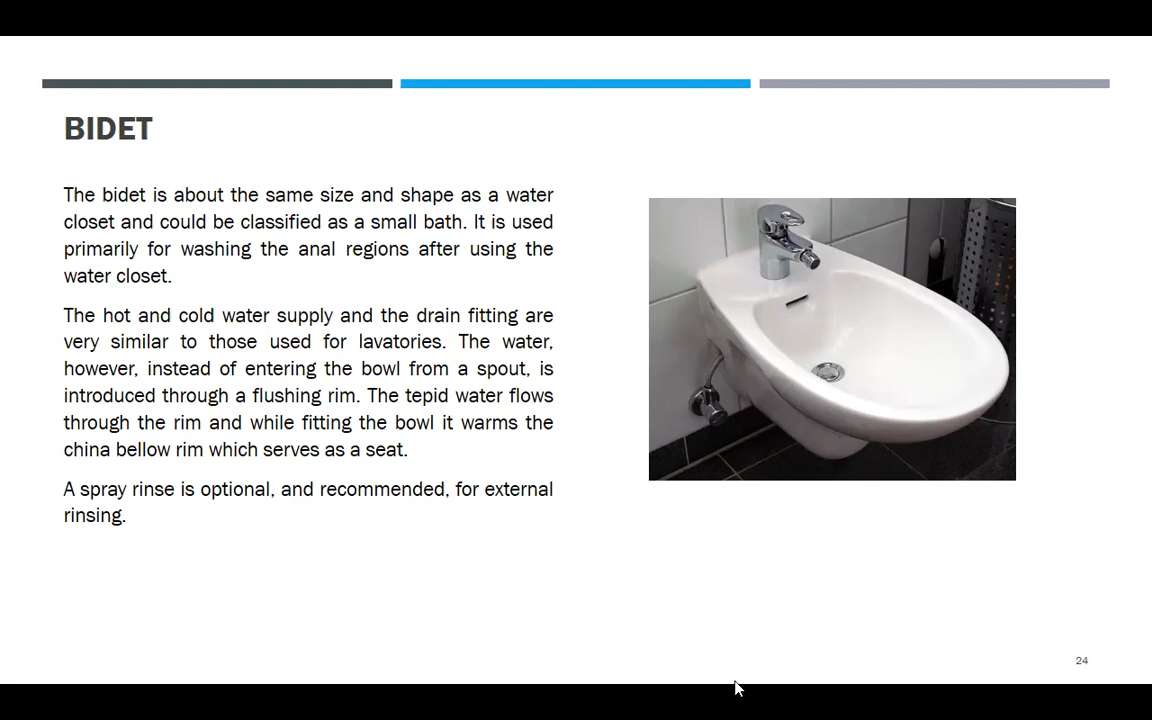 BIDET
The bidet is about the same size and shape as a water
closet and could be classified as a small bath. It is used
primarily for washing the anal regions after using the
water closet.
The hot and cold water supply and the drain fitting are
very similar to those used for lavatories. The water,
however, instead of entering the bowl from a spout, is
introduced through a flushing rim. The tepid water flows
through the rim and while fitting the bowl it warms the
china bellow rim which serves as a seat.
A spray rinse is optional, and recommended, for external
rinsing.
24